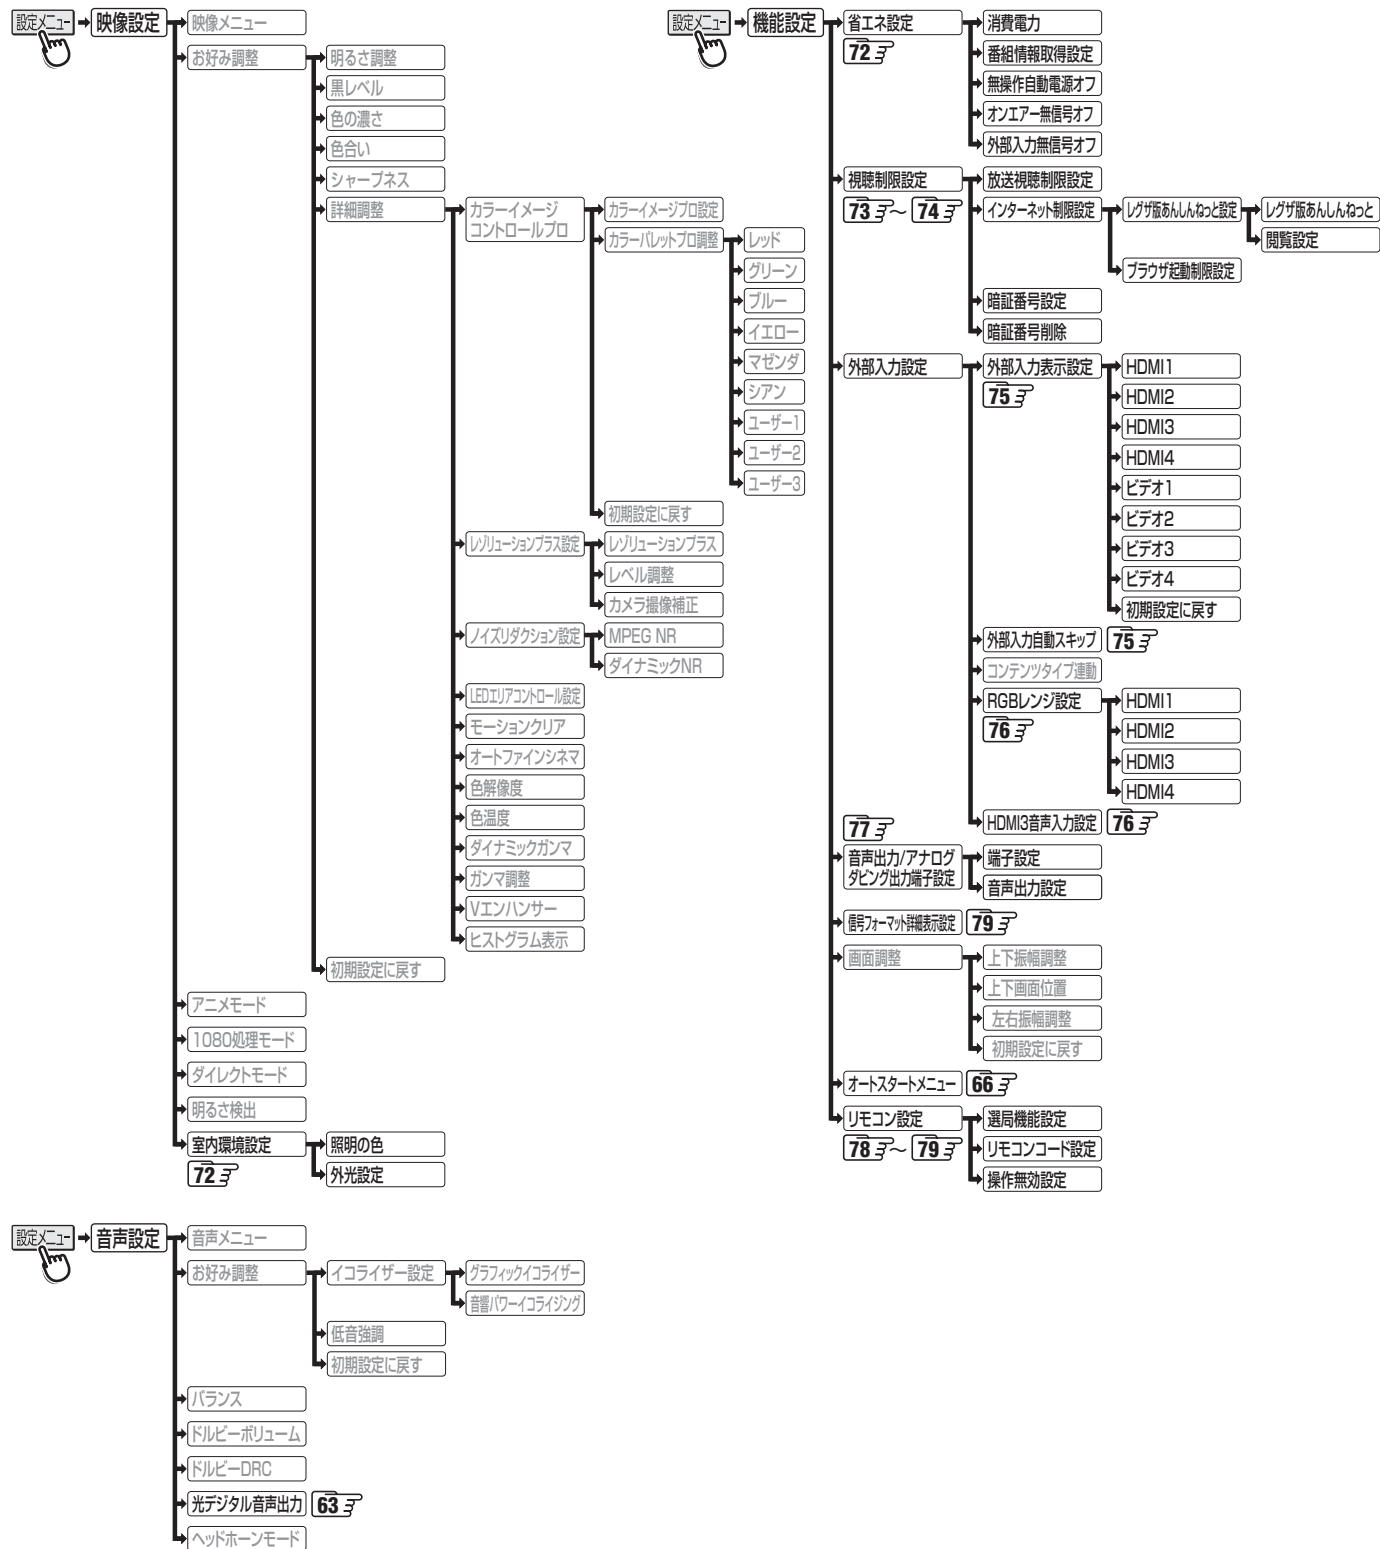 設定メニュー
映像設定
映像メニュー
お好み調整
明るさ調整
黒レベル
色の濃さ
色合い
シャープネス
詳細調整
カラーイメージ
コントロールプロ
カラーイメージプロ設定
カラーパレットプロ調整
レッド
グリーン
ブルー
イエロー
マゼンダ
シアン
ユーザー1
ユーザー2
ユーザー3
初期設定に戻す
レゾリューションプラス設定
レゾリューションプラス
レベル調整
カメラ撮像補正
ノイズリダクション設定
MPEG NR
ダイナミックNR
LEDエリアコントロール設定
モーションクリア
オートファインシネマ
色解像度
色温度
ダイナミックガンマ
ガンマ調整
Vエンハンサー
ヒストグラム表示
初期設定に戻す
アニメモード
1080処理モード
ダイレクトモード
明るさ検出
室内環境設定
72
照明の色
外光設定
設定メニュー
音声設定
音声メニュー
お好み調整
イコライザー設定
グラフィックイコライザー
音響パワーイコライジング
低音強調
初期設定に戻す
バランス
ドルビーボリューム
ドルビーDRC
光デジタル音声出力 63
ヘッドホーンモード
設定メニュー
機能設定
省エネ設定
72
消費電力
番組情報取得設定
無操作自動電源オフ
オンエアー無信号オフ
外部入力無信号オフ
視聴制限設定
73～74
放送視聴制限設定
インターネット制限設定
レグザ版あんしんねっと設定
レグザ版あんしんねっと
閲覧設定
ブラウザ起動制限設定
暗証番号設定
暗証番号削除
外部入力設定
外部入力表示設定
75
HDMI1
HDMI2
HDMI3
HDMI4
ビデオ1
ビデオ2
ビデオ3
ビデオ4
初期設定に戻す
外部入力自動スキップ 75
コンテンツタイプ連動
RGBレンジ設定
76
HDMI1
HDMI2
HDMI3
HDMI4
HDMI3音声入力設定 76
77
音声出力/アナログ
ダビング出力端子設定
端子設定
音声出力設定
信号フォーマット詳細表示設定 79
画面調整
上下振幅調整
上下画面位置
左右振幅調整
初期設定に戻す
オートスタートメニュー 66
リモコン設定
78～79
選局機能設定
リモコンコード設定
操作無効設定